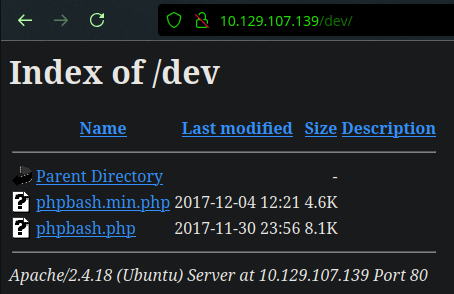 10.129.107.139/dev/
Index of /dev
Name Last modified Size Description
Parent Directory -
phpbash.min.php 2017-12-04 12:21 4.6K
phpbash.php 2017-11-30 23:56 8.1K
Apache/2.4.18 (Ubuntu) Server at 10.129.107.139 Port 80